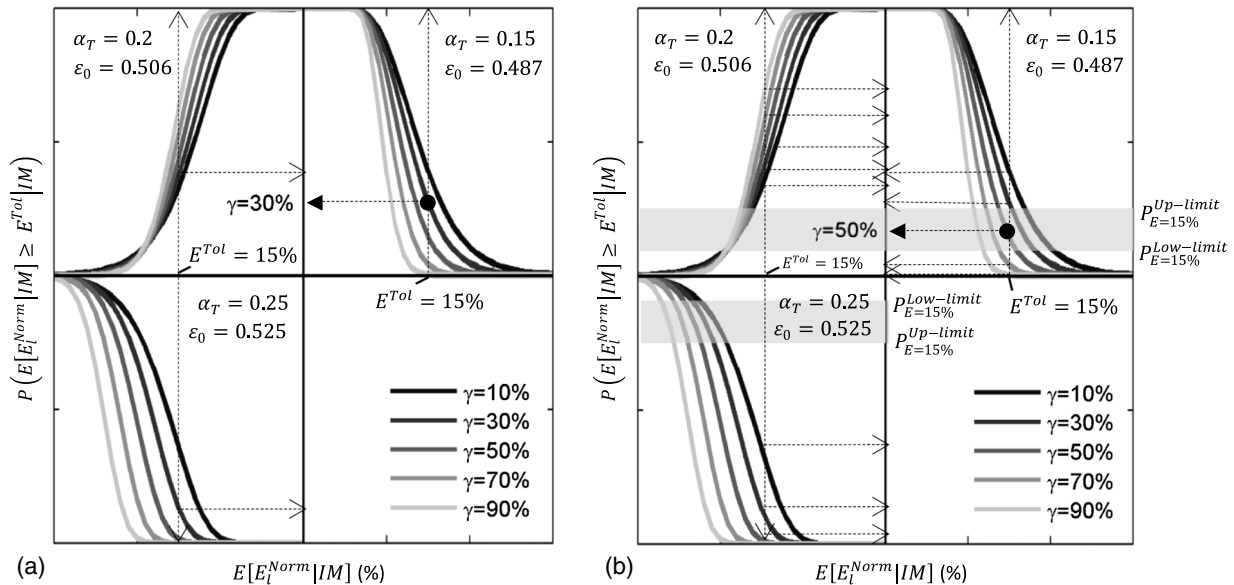 α_T = 0.2
ε_0 = 0.506
α_T = 0.15
ε_0 = 0.487
γ=30%
E^Tol = 15%
E^Tol = 15%
α_T = 0.25
ε_0 = 0.525
γ=10%
γ=30%
γ=50%
γ=70%
γ=90%
P(E[E_l^Norm|IM] ≥ E^Tol|IM)
E[E_l^Norm|IM] (%)
(a)
α_T = 0.2
ε_0 = 0.506
α_T = 0.15
ε_0 = 0.487
P_{E=15%}^{Up-limit}
γ=50%
P_{E=15%}^{Low-limit}
E^Tol = 15%
E^Tol = 15%
α_T = 0.25
ε_0 = 0.525
P_{E=15%}^{Low-limit}
P_{E=15%}^{Up-limit}
γ=10%
γ=30%
γ=50%
γ=70%
γ=90%
P(E[E_l^Norm|IM] ≥ E^Tol|IM)
E[E_l^Norm|IM] (%)
(b)